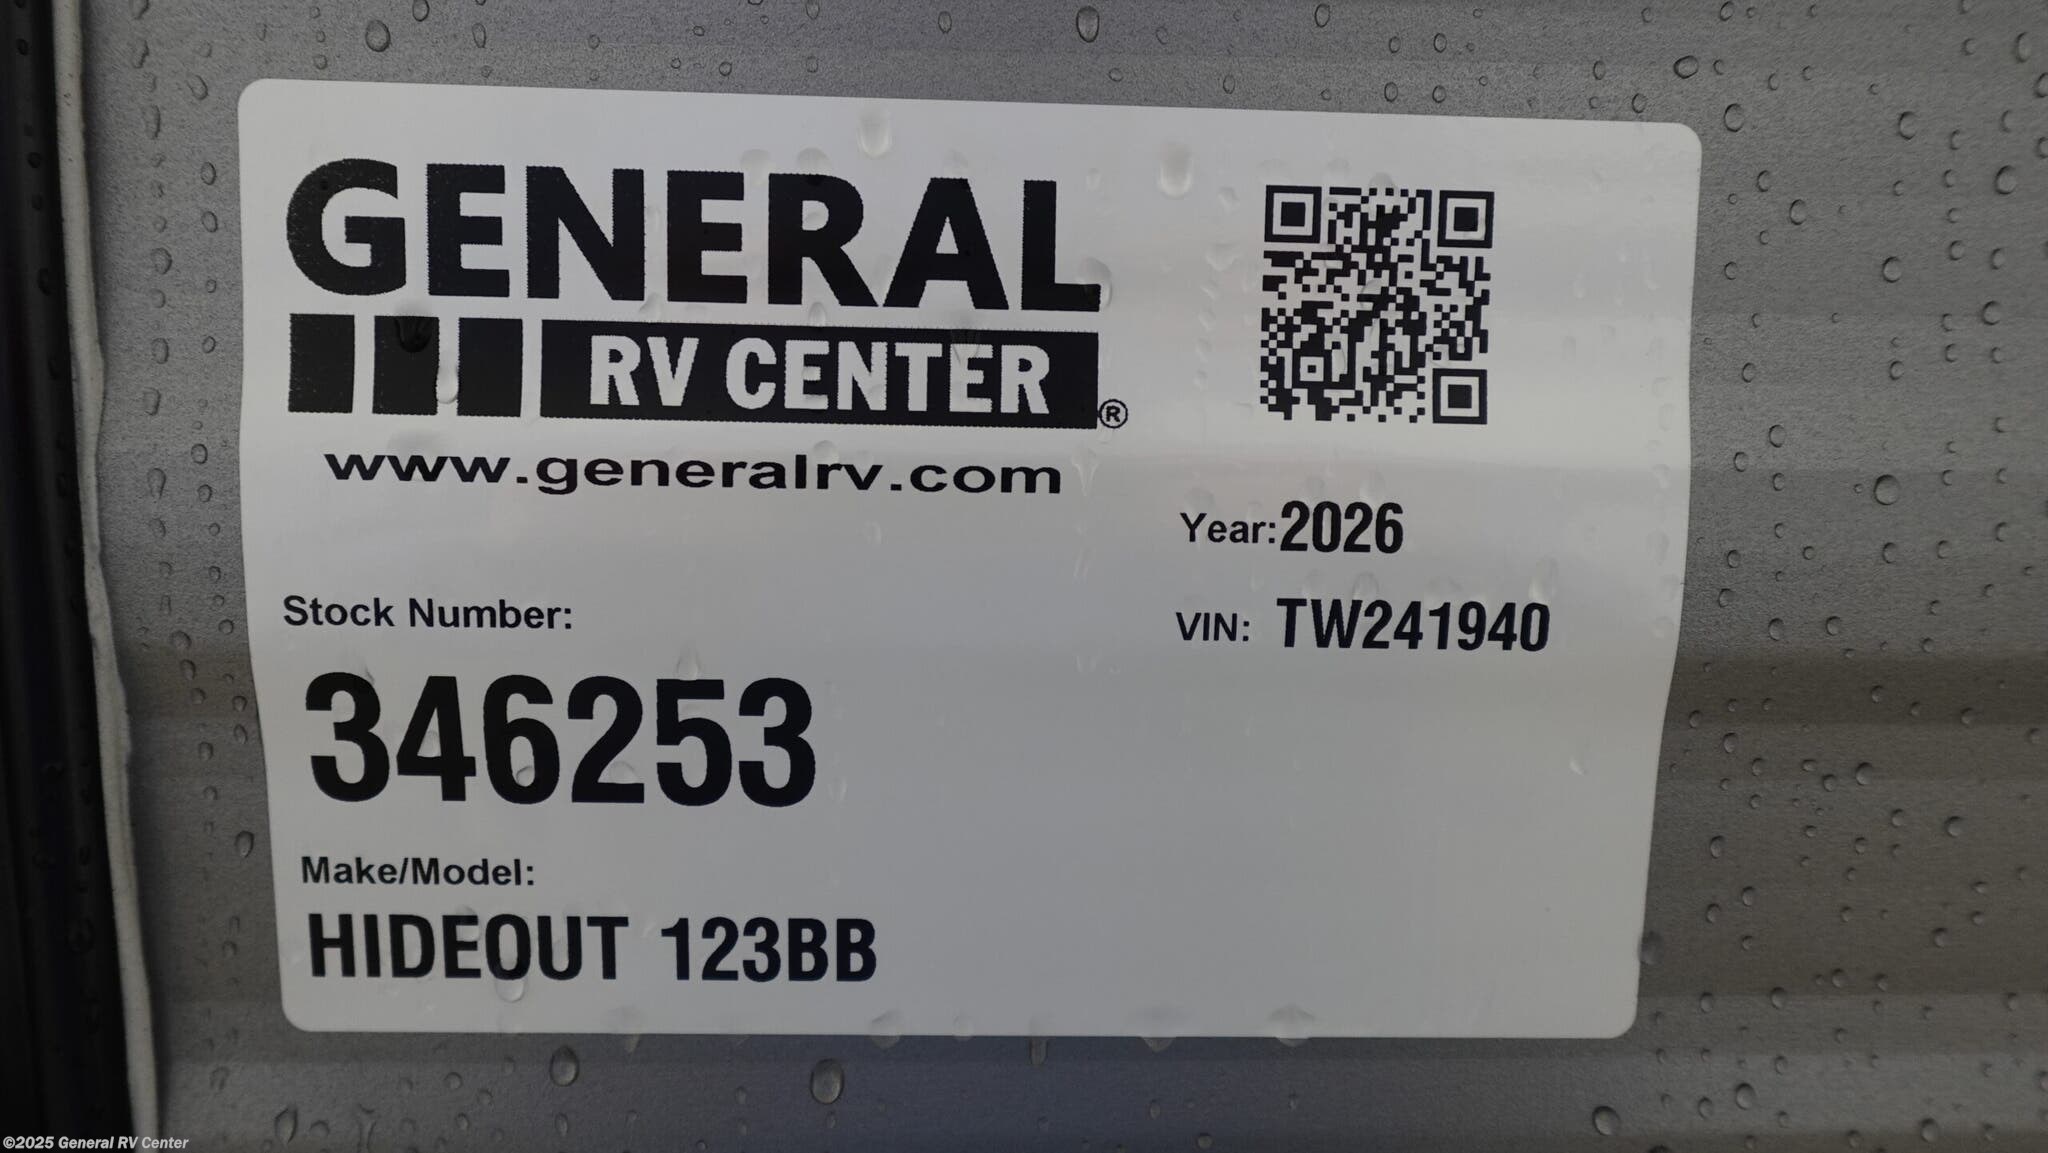 GENERAL
RV CENTER®
www.generalrv.com
Year: 2026
VIN: TW241940
Stock Number:
346253
Make/Model:
HIDEOUT 123BB
©2025 General RV Center